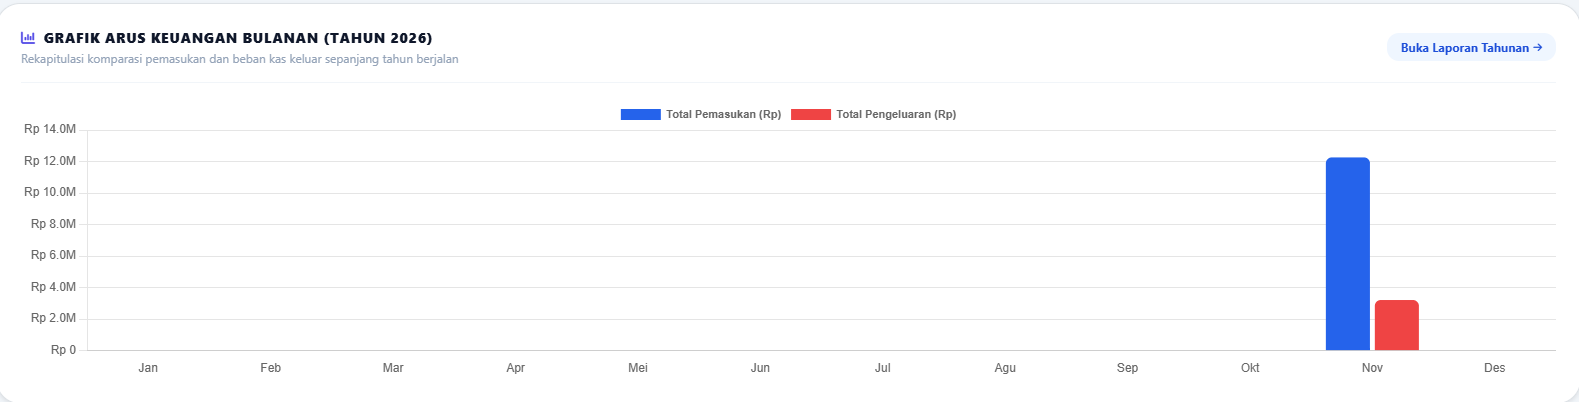 GRAFIK ARUS KEUANGAN BULANAN (TAHUN 2026)
Rekapitulasi komparasi pemasukan dan beban kas keluar sepanjang tahun berjalan
Buka Laporan Tahunan →
Total Pemasukan (Rp) Total Pengeluaran (Rp)
Rp 14.0M
Rp 12.0M
Rp 10.0M
Rp 8.0M
Rp 6.0M
Rp 4.0M
Rp 2.0M
Rp 0
Jan Feb Mar Apr Mei Jun Jul Agu Sep Okt Nov Des